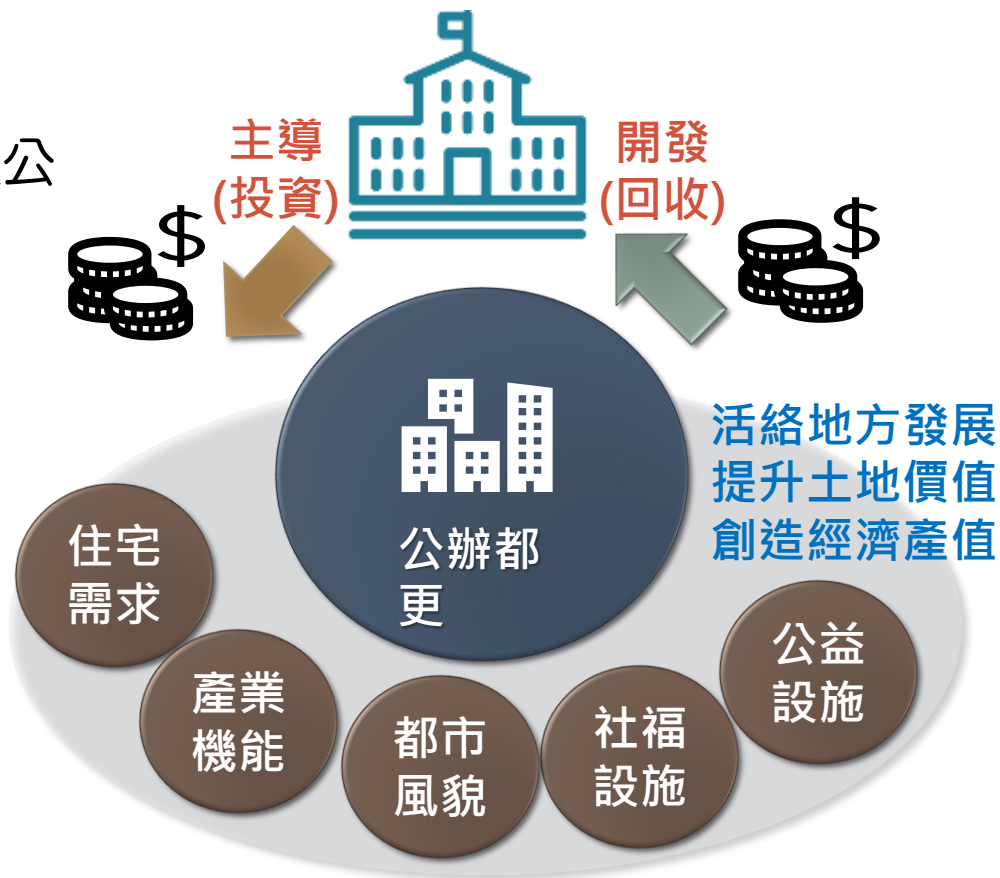 公
主導
(投資)
開發
(回收)
$
$
活絡地方發展
提升土地價值
創造經濟產值
公辦都
更
住宅
需求
產業
機能
都市
風貌
社福
設施
公益
設施